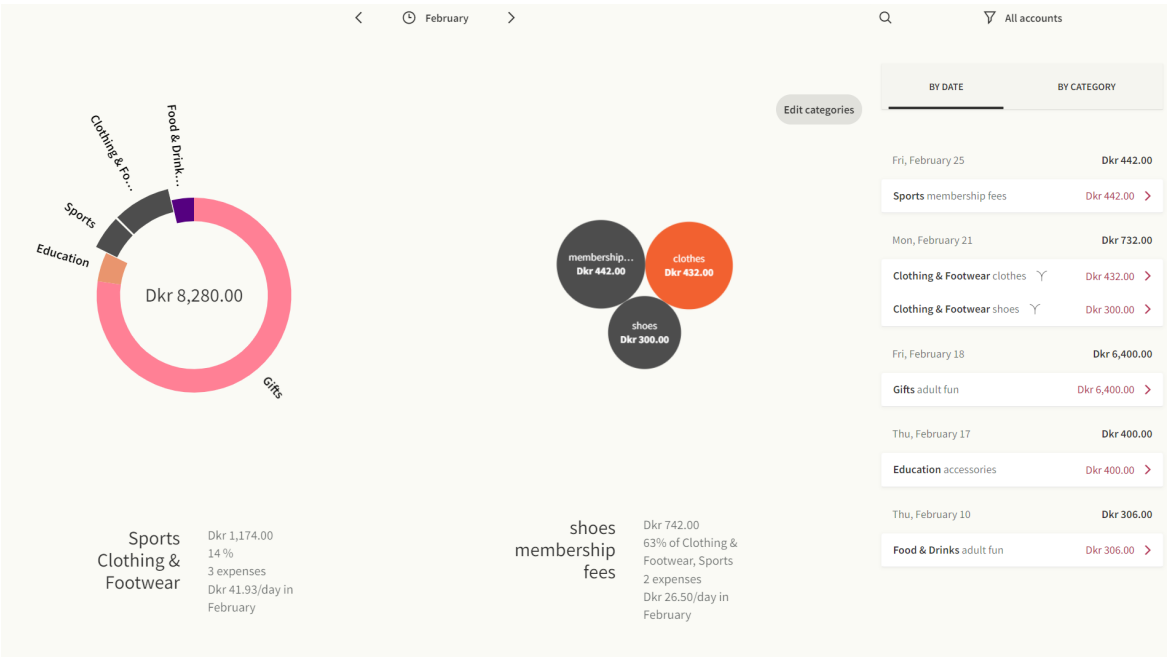 February
All accounts
BY DATE
BY CATEGORY
Edit categories
Food & Drink...
Clothing & Fo...
Sports
Education
Gifts
Dkr 8,280.00
membership...
Dkr 442.00
clothes
Dkr 432.00
shoes
Dkr 300.00
Sports
Clothing &
Footwear
Dkr 1,174.00
14 %
3 expenses
Dkr 41.93/day in
February
shoes
membership
fees
Dkr 742.00
63% of Clothing &
Footwear, Sports
2 expenses
Dkr 26.50/day in
February
Fri, February 25 Dkr 442.00
Sports membership fees Dkr 442.00
Mon, February 21 Dkr 732.00
Clothing & Footwear clothes Dkr 432.00
Clothing & Footwear shoes Dkr 300.00
Fri, February 18 Dkr 6,400.00
Gifts adult fun Dkr 6,400.00
Thu, February 17 Dkr 400.00
Education accessories Dkr 400.00
Thu, February 10 Dkr 306.00
Food & Drinks adult fun Dkr 306.00